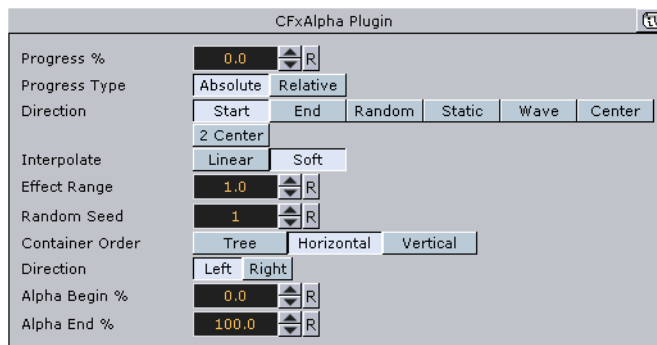 CFxAlpha Plugin
Progress % 0.0 R
Progress Type Absolute Relative
Direction Start End Random Static Wave Center
2 Center
Interpolate Linear Soft
Effect Range 1.0 R
Random Seed 1 R
Container Order Tree Horizontal Vertical
Direction Left Right
Alpha Begin % 0.0 R
Alpha End % 100.0 R